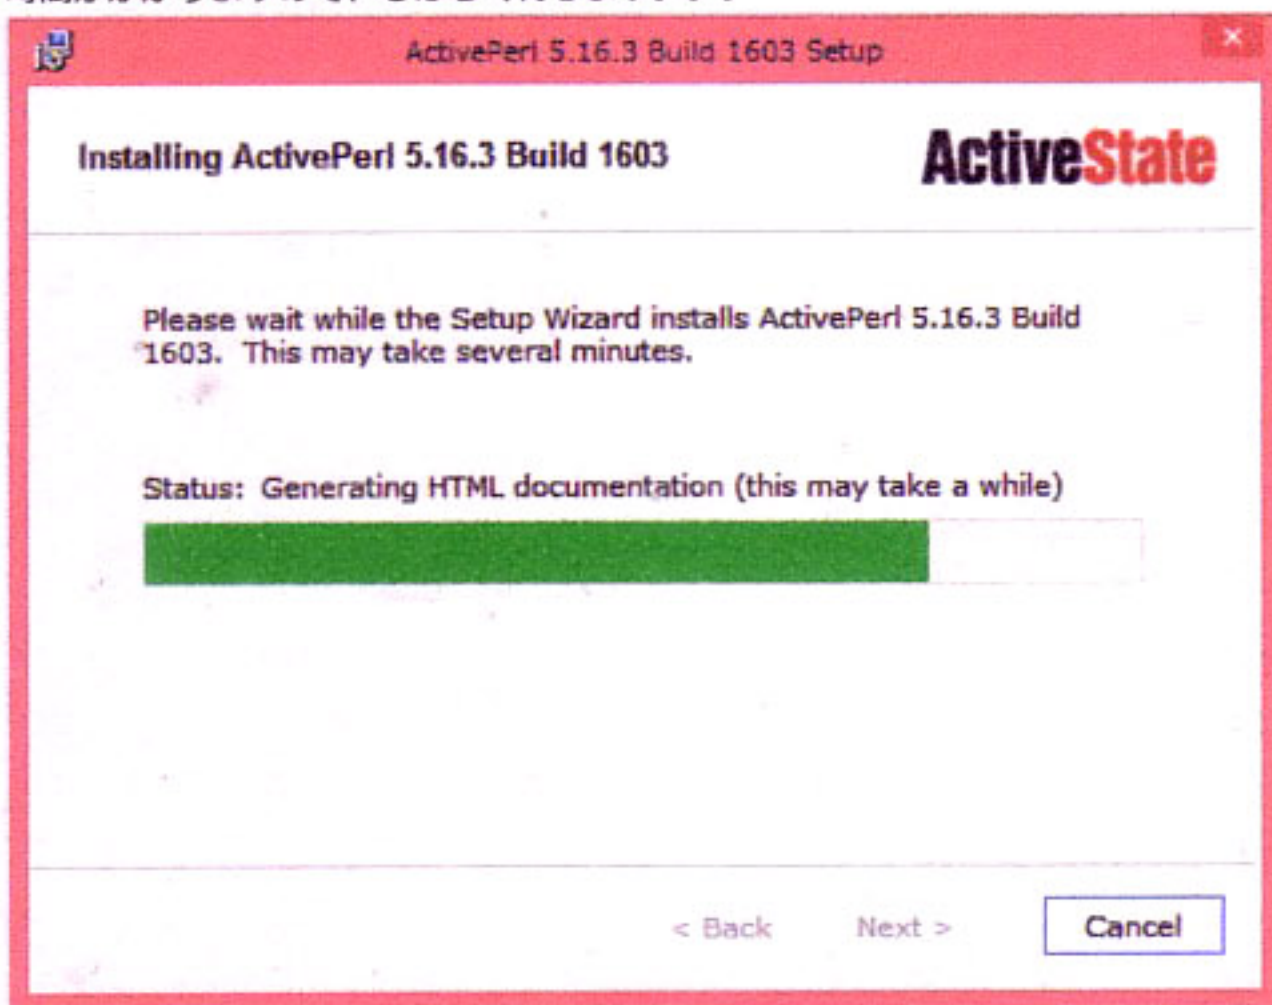 ActivePerl 5.16.3 Build 1603 Setup
Installing ActivePerl 5.16.3 Build 1603
ActiveState
Please wait while the Setup Wizard installs ActivePerl 5.16.3 Build
1603. This may take several minutes.
Status: Generating HTML documentation (this may take a while)
< Back
Next >
Cancel